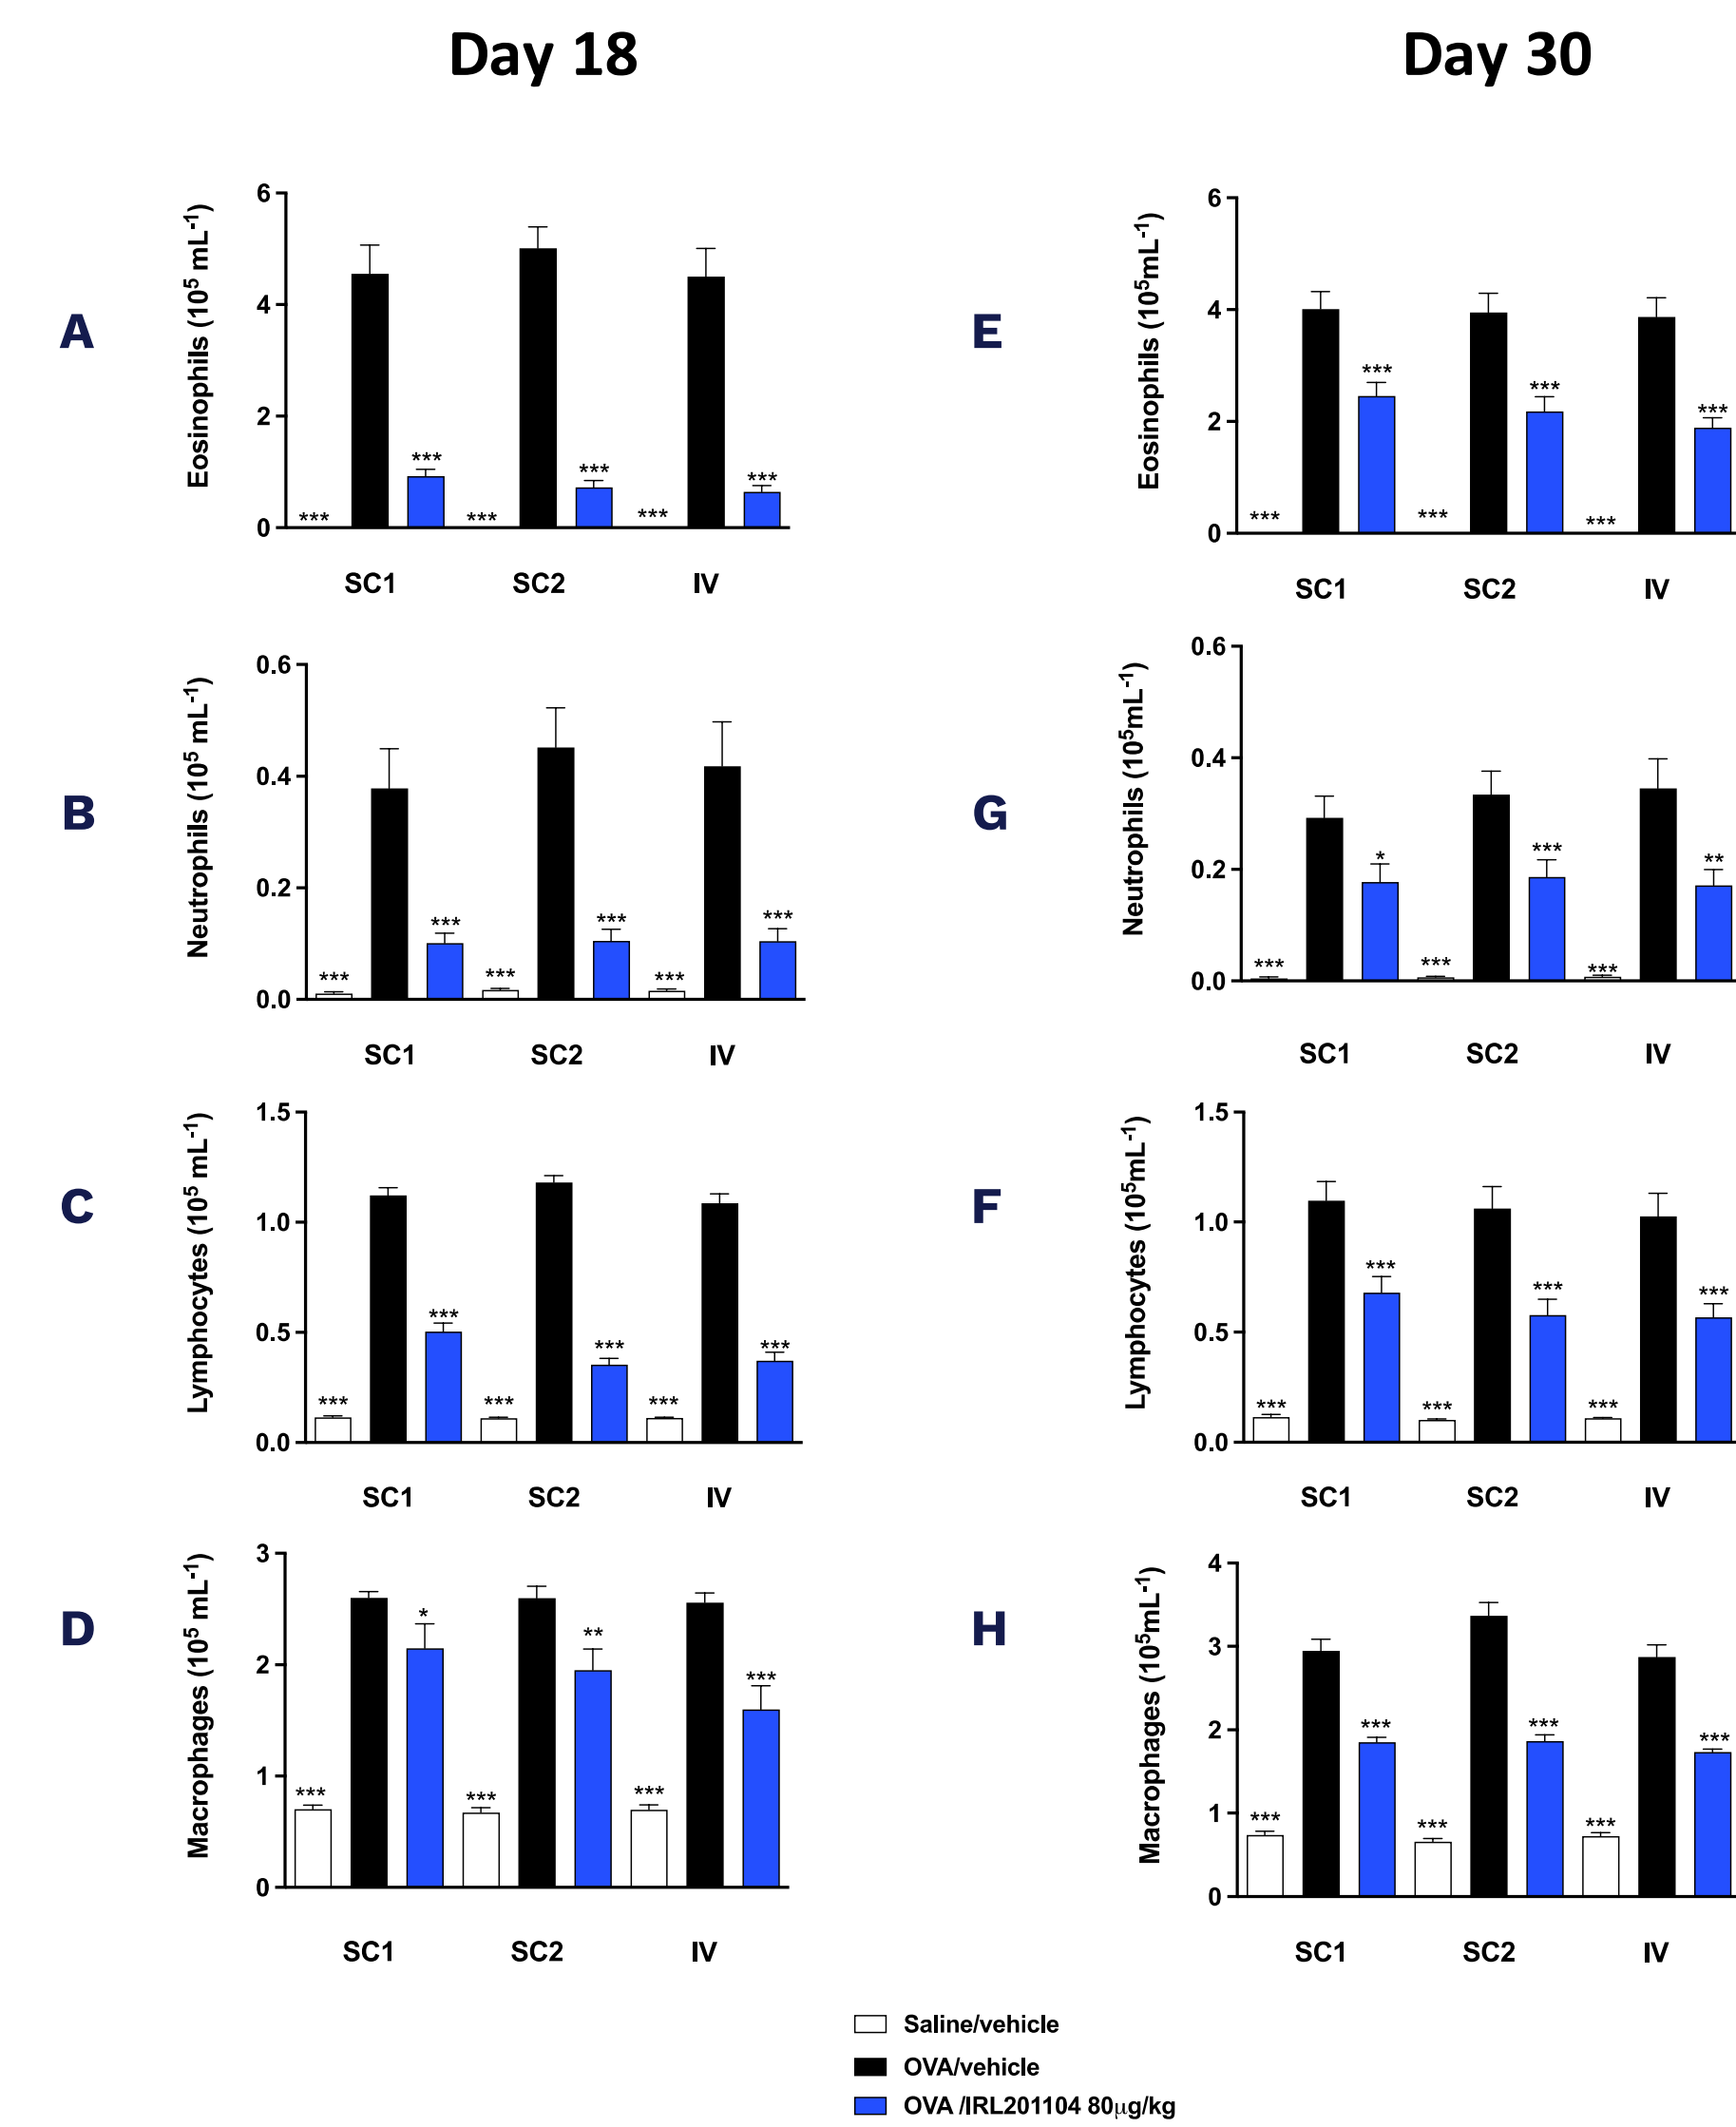 Day 18
Day 30
A
Eosinophils (10⁵ mL⁻¹)
6
4
2
0
***
***
***
***
***
***
SC1
SC2
IV
E
Eosinophils (10⁵mL⁻¹)
6
4
2
0
***
***
***
***
***
***
SC1
SC2
IV
B
Neutrophils (10⁵ mL⁻¹)
0.6
0.4
0.2
0.0
***
***
***
***
***
***
SC1
SC2
IV
G
Neutrophils (10⁵mL⁻¹)
0.6
0.4
0.2
0.0
***
*
***
***
***
**
SC1
SC2
IV
C
Lymphocytes (10⁵ mL⁻¹)
1.5
1.0
0.5
0.0
***
***
***
***
***
***
SC1
SC2
IV
F
Lymphocytes (10⁵mL⁻¹)
1.5
1.0
0.5
0.0
***
***
***
***
***
***
SC1
SC2
IV
D
Macrophages (10⁵ mL⁻¹)
3
2
1
0
***
*
***
**
***
***
SC1
SC2
IV
H
Macrophages (10⁵mL⁻¹)
4
3
2
1
0
***
***
***
***
***
***
SC1
SC2
IV
Saline/vehicle
OVA/vehicle
OVA /IRL201104 80μg/kg